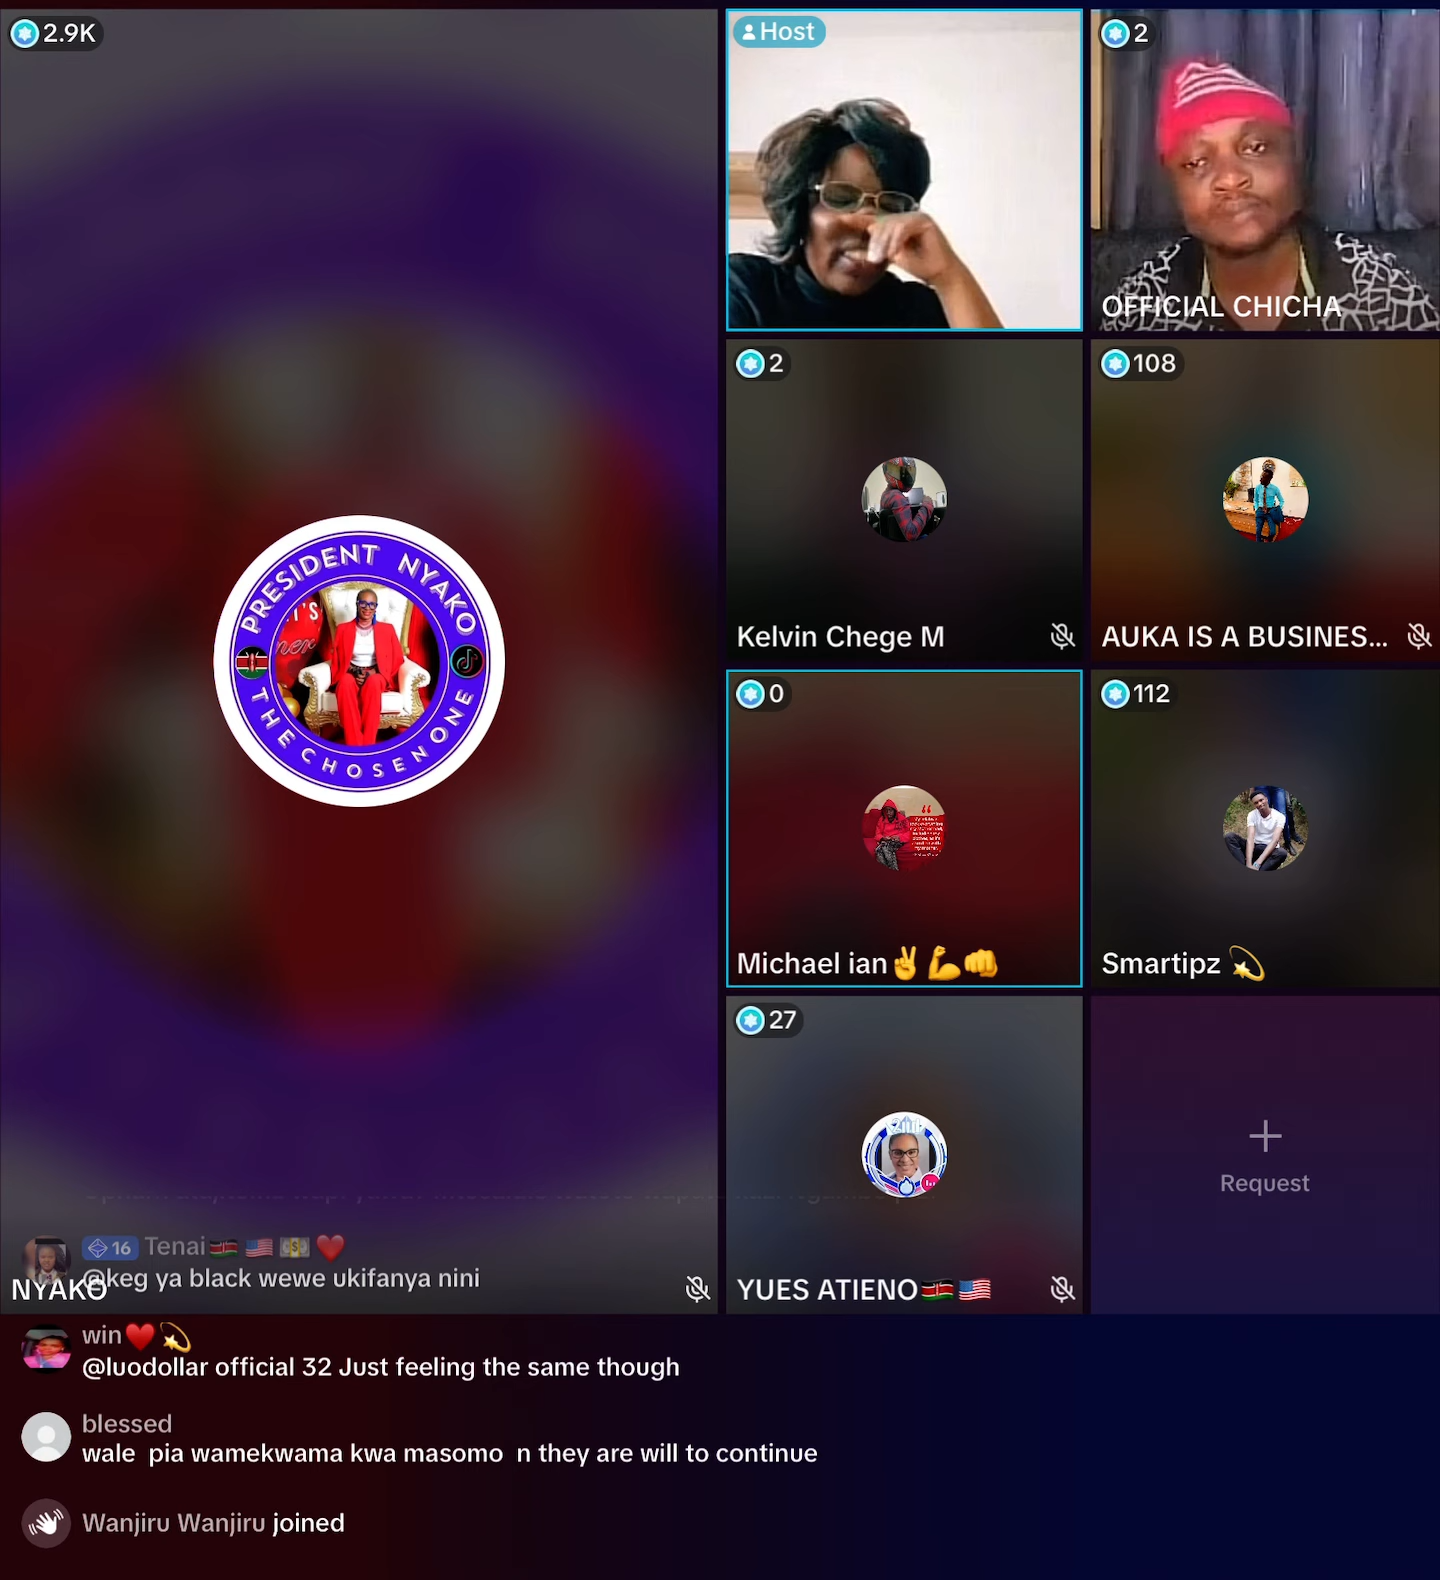 2.9K
Host
2
OFFICIAL CHICHA
2
108
PRESIDENT NYAKO
THE CHOSEN ONE
Kelvin Chege M
AUKA IS A BUSINES...
0
112
Michael ian✌️💪👊
Smartipz 💫
27
Request
16 Tenai🇰🇪 🇺🇸 💵 ❤️
@keg ya black wewe ukifanya nini
NYAKO
YUES ATIENO🇰🇪🇺🇸
win❤️💫
@luodollar official 32 Just feeling the same though
blessed
wale pia wamekwama kwa masomo n they are will to continue
Wanjiru Wanjiru joined